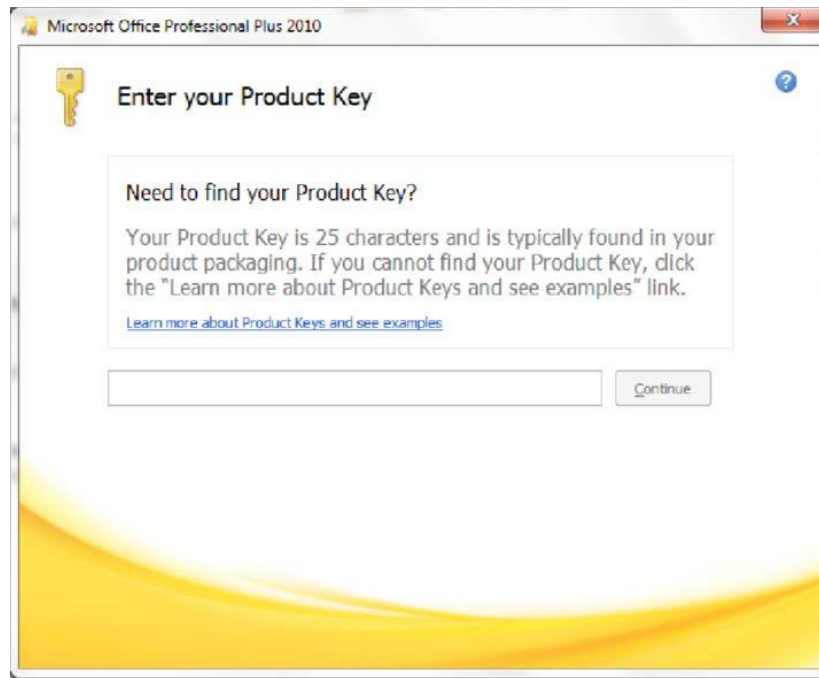 Microsoft Office Professional Plus 2010
x
?
Enter your Product Key
Need to find your Product Key?
Your Product Key is 25 characters and is typically found in your
product packaging. If you cannot find your Product Key, click
the "Learn more about Product Keys and see examples" link.
Learn more about Product Keys and see examples
Continue